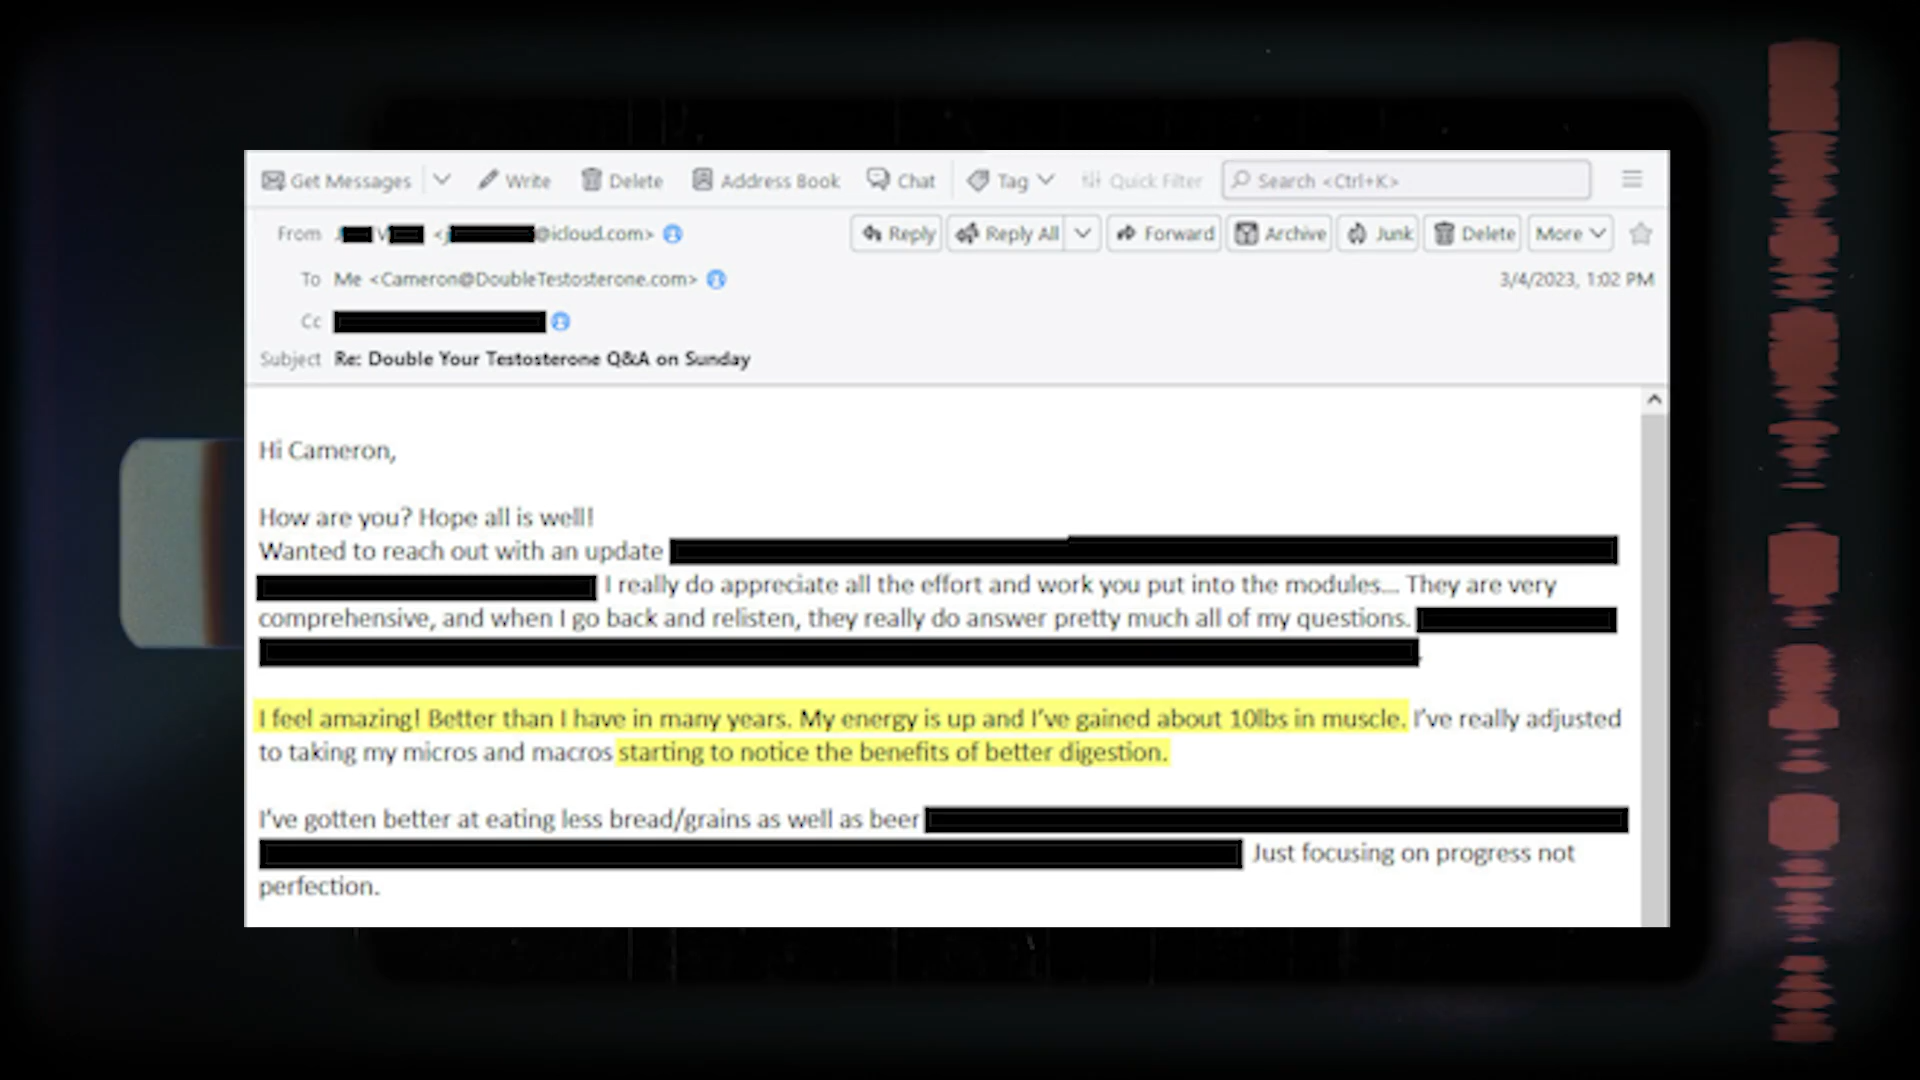 Get Messages Write Delete Address Book Chat Tag Quick Filter Search <Ctrl+K>
From @icloud.com> Reply Reply All Forward Archive Junk Delete More
To Me <Cameron@DoubleTestosterone.com> 3/4/2023, 1:02 PM
Cc
Subject Re: Double Your Testosterone Q&A on Sunday
Hi Cameron,
How are you? Hope all is well!
Wanted to reach out with an update
I really do appreciate all the effort and work you put into the modules... They are very
comprehensive, and when I go back and relisten, they really do answer pretty much all of my questions.
I feel amazing! Better than I have in many years. My energy is up and I've gained about 10lbs in muscle. I've really adjusted
to taking my micros and macros starting to notice the benefits of better digestion.
I've gotten better at eating less bread/grains as well as beer
Just focusing on progress not
perfection.